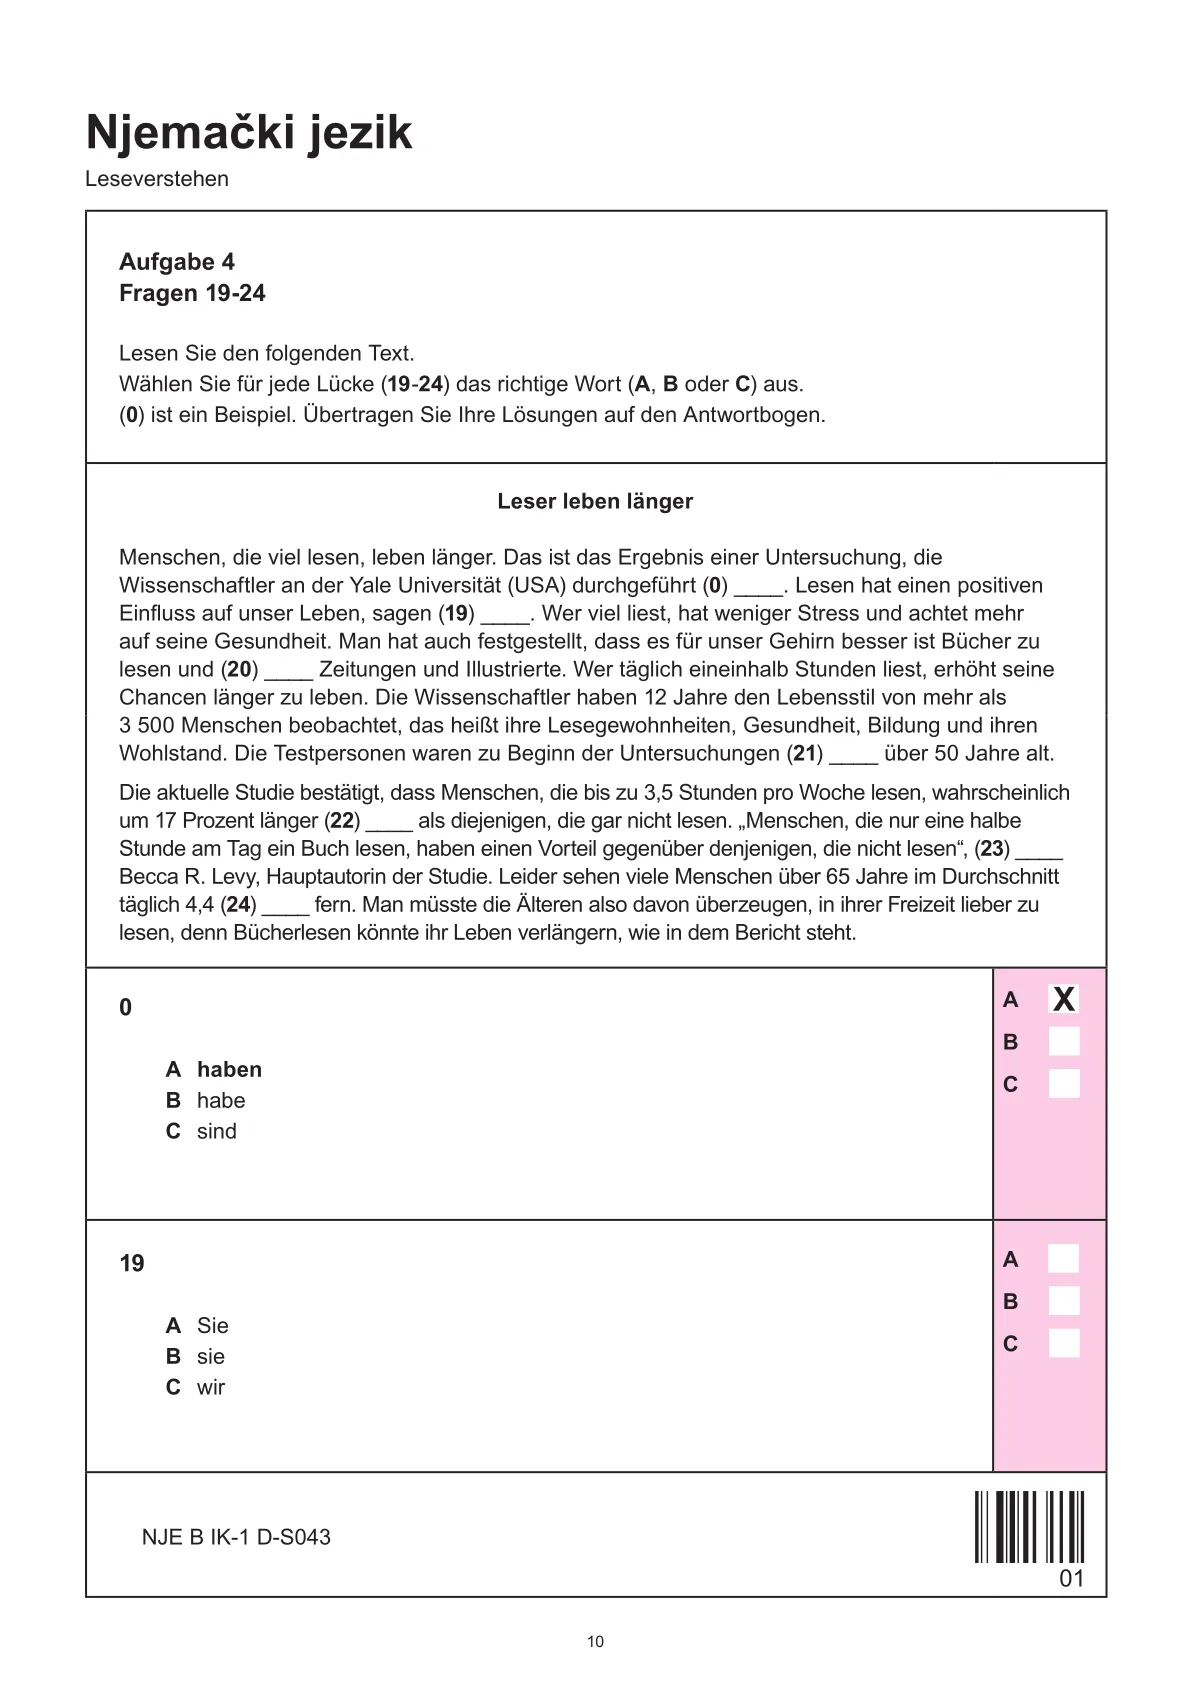 Njemački jezik
Leseverstehen
Aufgabe 4
Fragen 19-24
Lesen Sie den folgenden Text.
Wählen Sie für jede Lücke (19-24) das richtige Wort (A, B oder C) aus.
(0) ist ein Beispiel. Übertragen Sie Ihre Lösungen auf den Antwortbogen.
Leser leben länger
Menschen, die viel lesen, leben länger. Das ist das Ergebnis einer Untersuchung, die
Wissenschaftler an der Yale Universität (USA) durchgeführt (0) ____. Lesen hat einen positiven
Einfluss auf unser Leben, sagen (19) ____. Wer viel liest, hat weniger Stress und achtet mehr
auf seine Gesundheit. Man hat auch festgestellt, dass es für unser Gehirn besser ist Bücher zu
lesen und (20) ____ Zeitungen und Illustrierte. Wer täglich eineinhalb Stunden liest, erhöht seine
Chancen länger zu leben. Die Wissenschaftler haben 12 Jahre den Lebensstil von mehr als
3 500 Menschen beobachtet, das heißt ihre Lesegewohnheiten, Gesundheit, Bildung und ihren
Wohlstand. Die Testpersonen waren zu Beginn der Untersuchungen (21) ____ über 50 Jahre alt.
Die aktuelle Studie bestätigt, dass Menschen, die bis zu 3,5 Stunden pro Woche lesen, wahrscheinlich
um 17 Prozent länger (22) ____ als diejenigen, die gar nicht lesen. „Menschen, die nur eine halbe
Stunde am Tag ein Buch lesen, haben einen Vorteil gegenüber denjenigen, die nicht lesen“, (23) ____
Becca R. Levy, Hauptautorin der Studie. Leider sehen viele Menschen über 65 Jahre im Durchschnitt
täglich 4,4 (24) ____ fern. Man müsste die Älteren also davon überzeugen, in ihrer Freizeit lieber zu
lesen, denn Bücherlesen könnte ihr Leben verlängern, wie in dem Bericht steht.
0
A haben
B habe
C sind
A X
B
C
19
A Sie
B sie
C wir
A
B
C
NJE B IK-1 D-S043
01
10